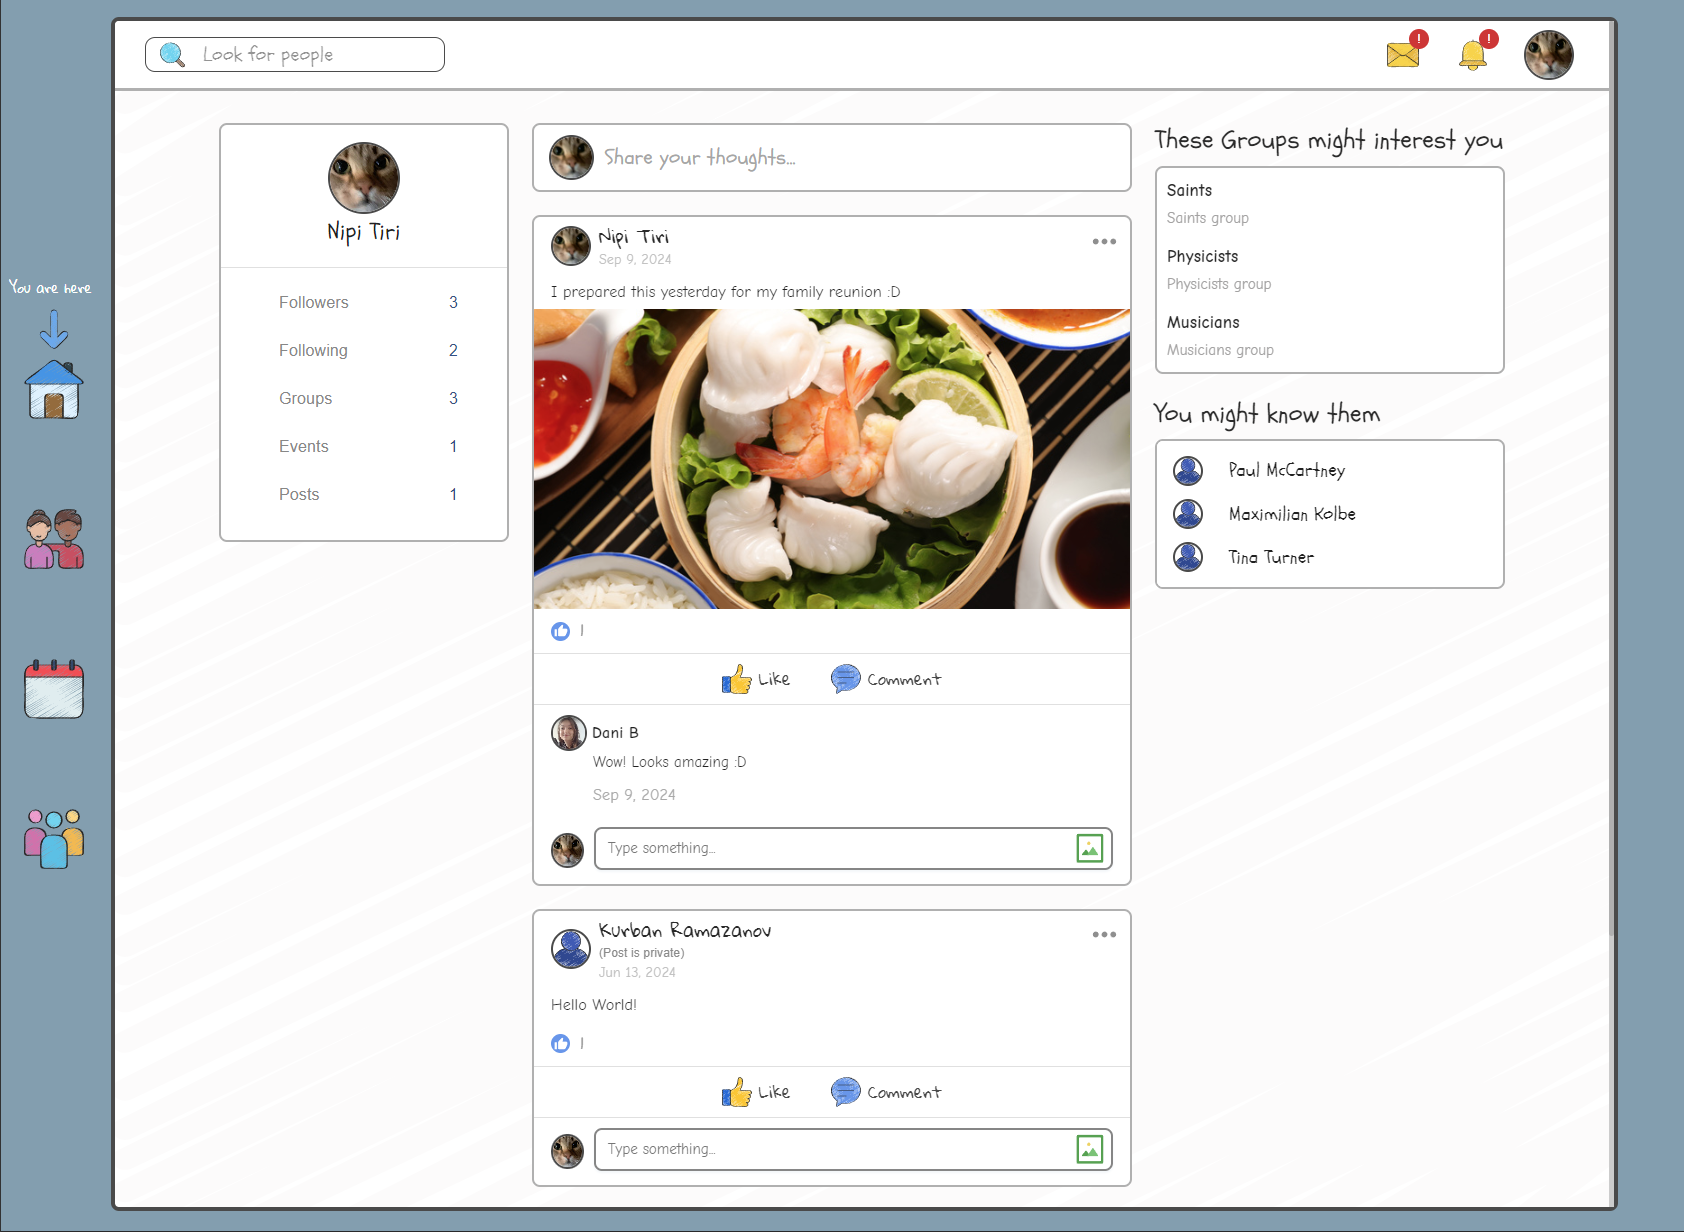 Look for people
!
!
You are here
Nipi Tiri
Followers 3
Following 2
Groups 3
Events 1
Posts 1
Share your thoughts...
Nipi Tiri
Sep 9, 2024
I prepared this yesterday for my family reunion :D
1
Like Comment
Dani B
Wow! Looks amazing :D
Sep 9, 2024
Type something...
Kurban Ramazanov
(Post is private)
Jun 13, 2024
Hello World!
1
Like Comment
Type something...
These Groups might interest you
Saints
Saints group
Physicists
Physicists group
Musicians
Musicians group
You might know them
Paul McCartney
Maximilian Kolbe
Tina Turner